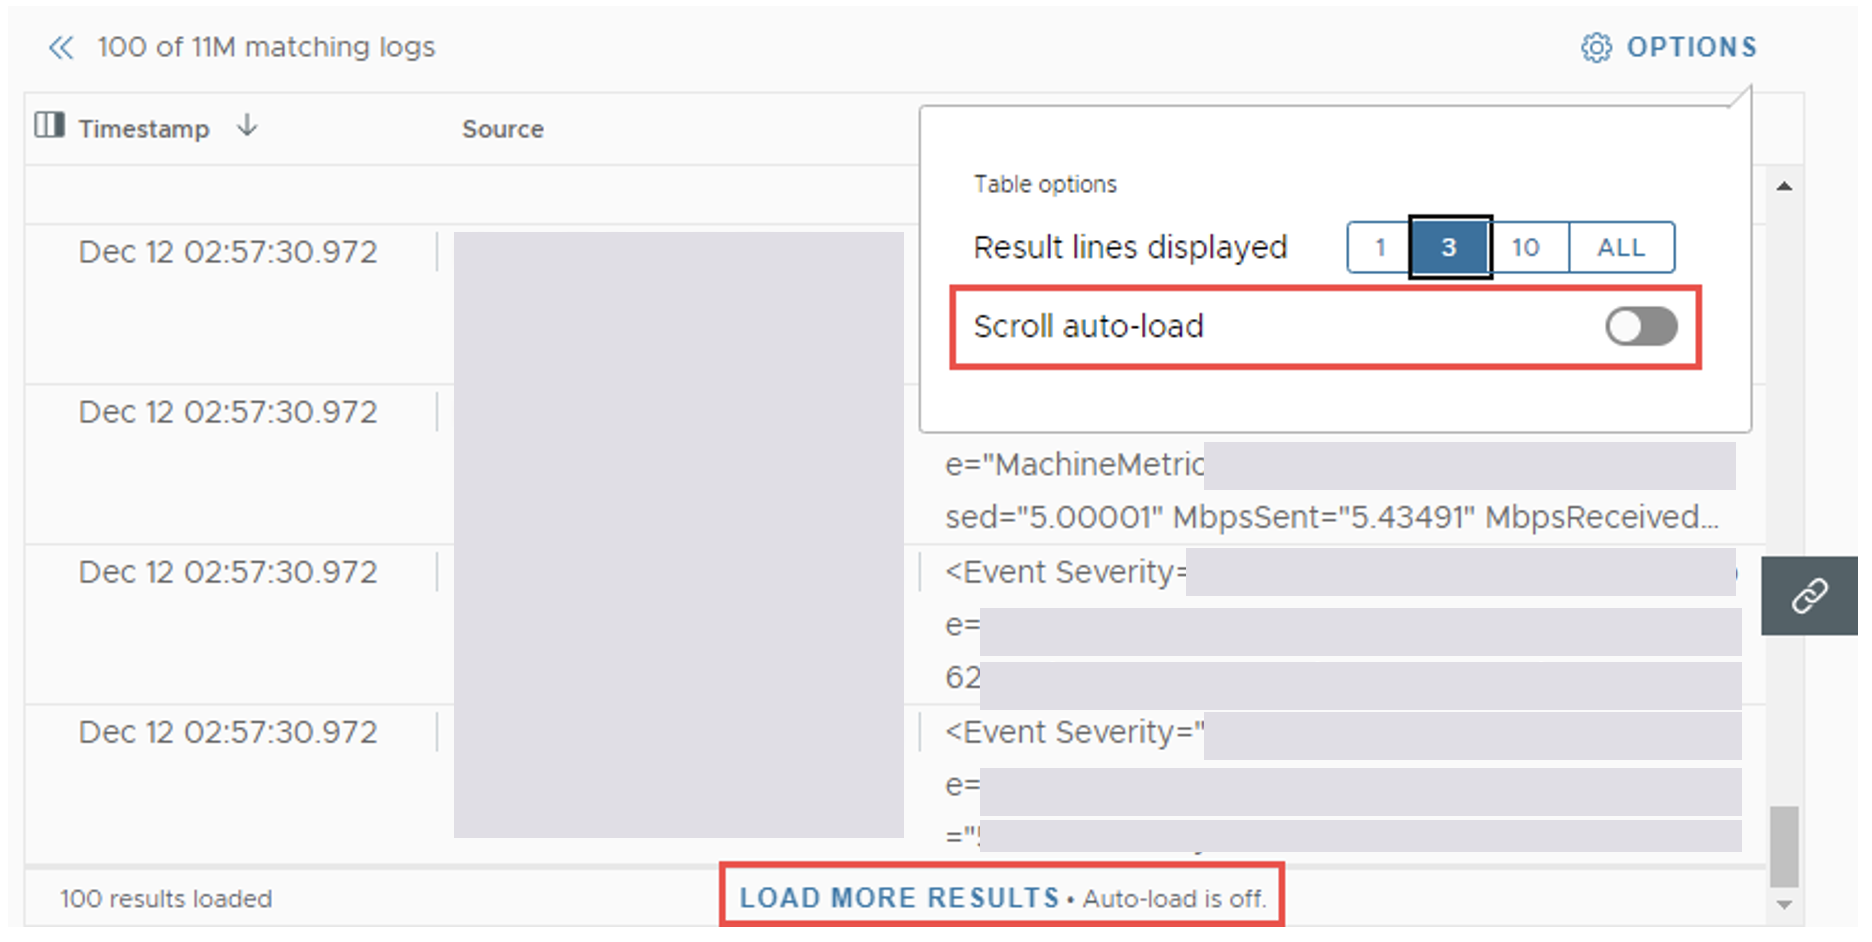 100 of 11M matching logs
OPTIONS
Timestamp
Source
Table options
Result lines displayed
1
3
10
ALL
Scroll auto-load
Dec 12 02:57:30.972
Dec 12 02:57:30.972
e="MachineMetric
sed="5.00001" MbpsSent="5.43491" MbpsReceived...
Dec 12 02:57:30.972
<Event Severity=
e=
62
Dec 12 02:57:30.972
<Event Severity="
e=
="
100 results loaded
LOAD MORE RESULTS • Auto-load is off.